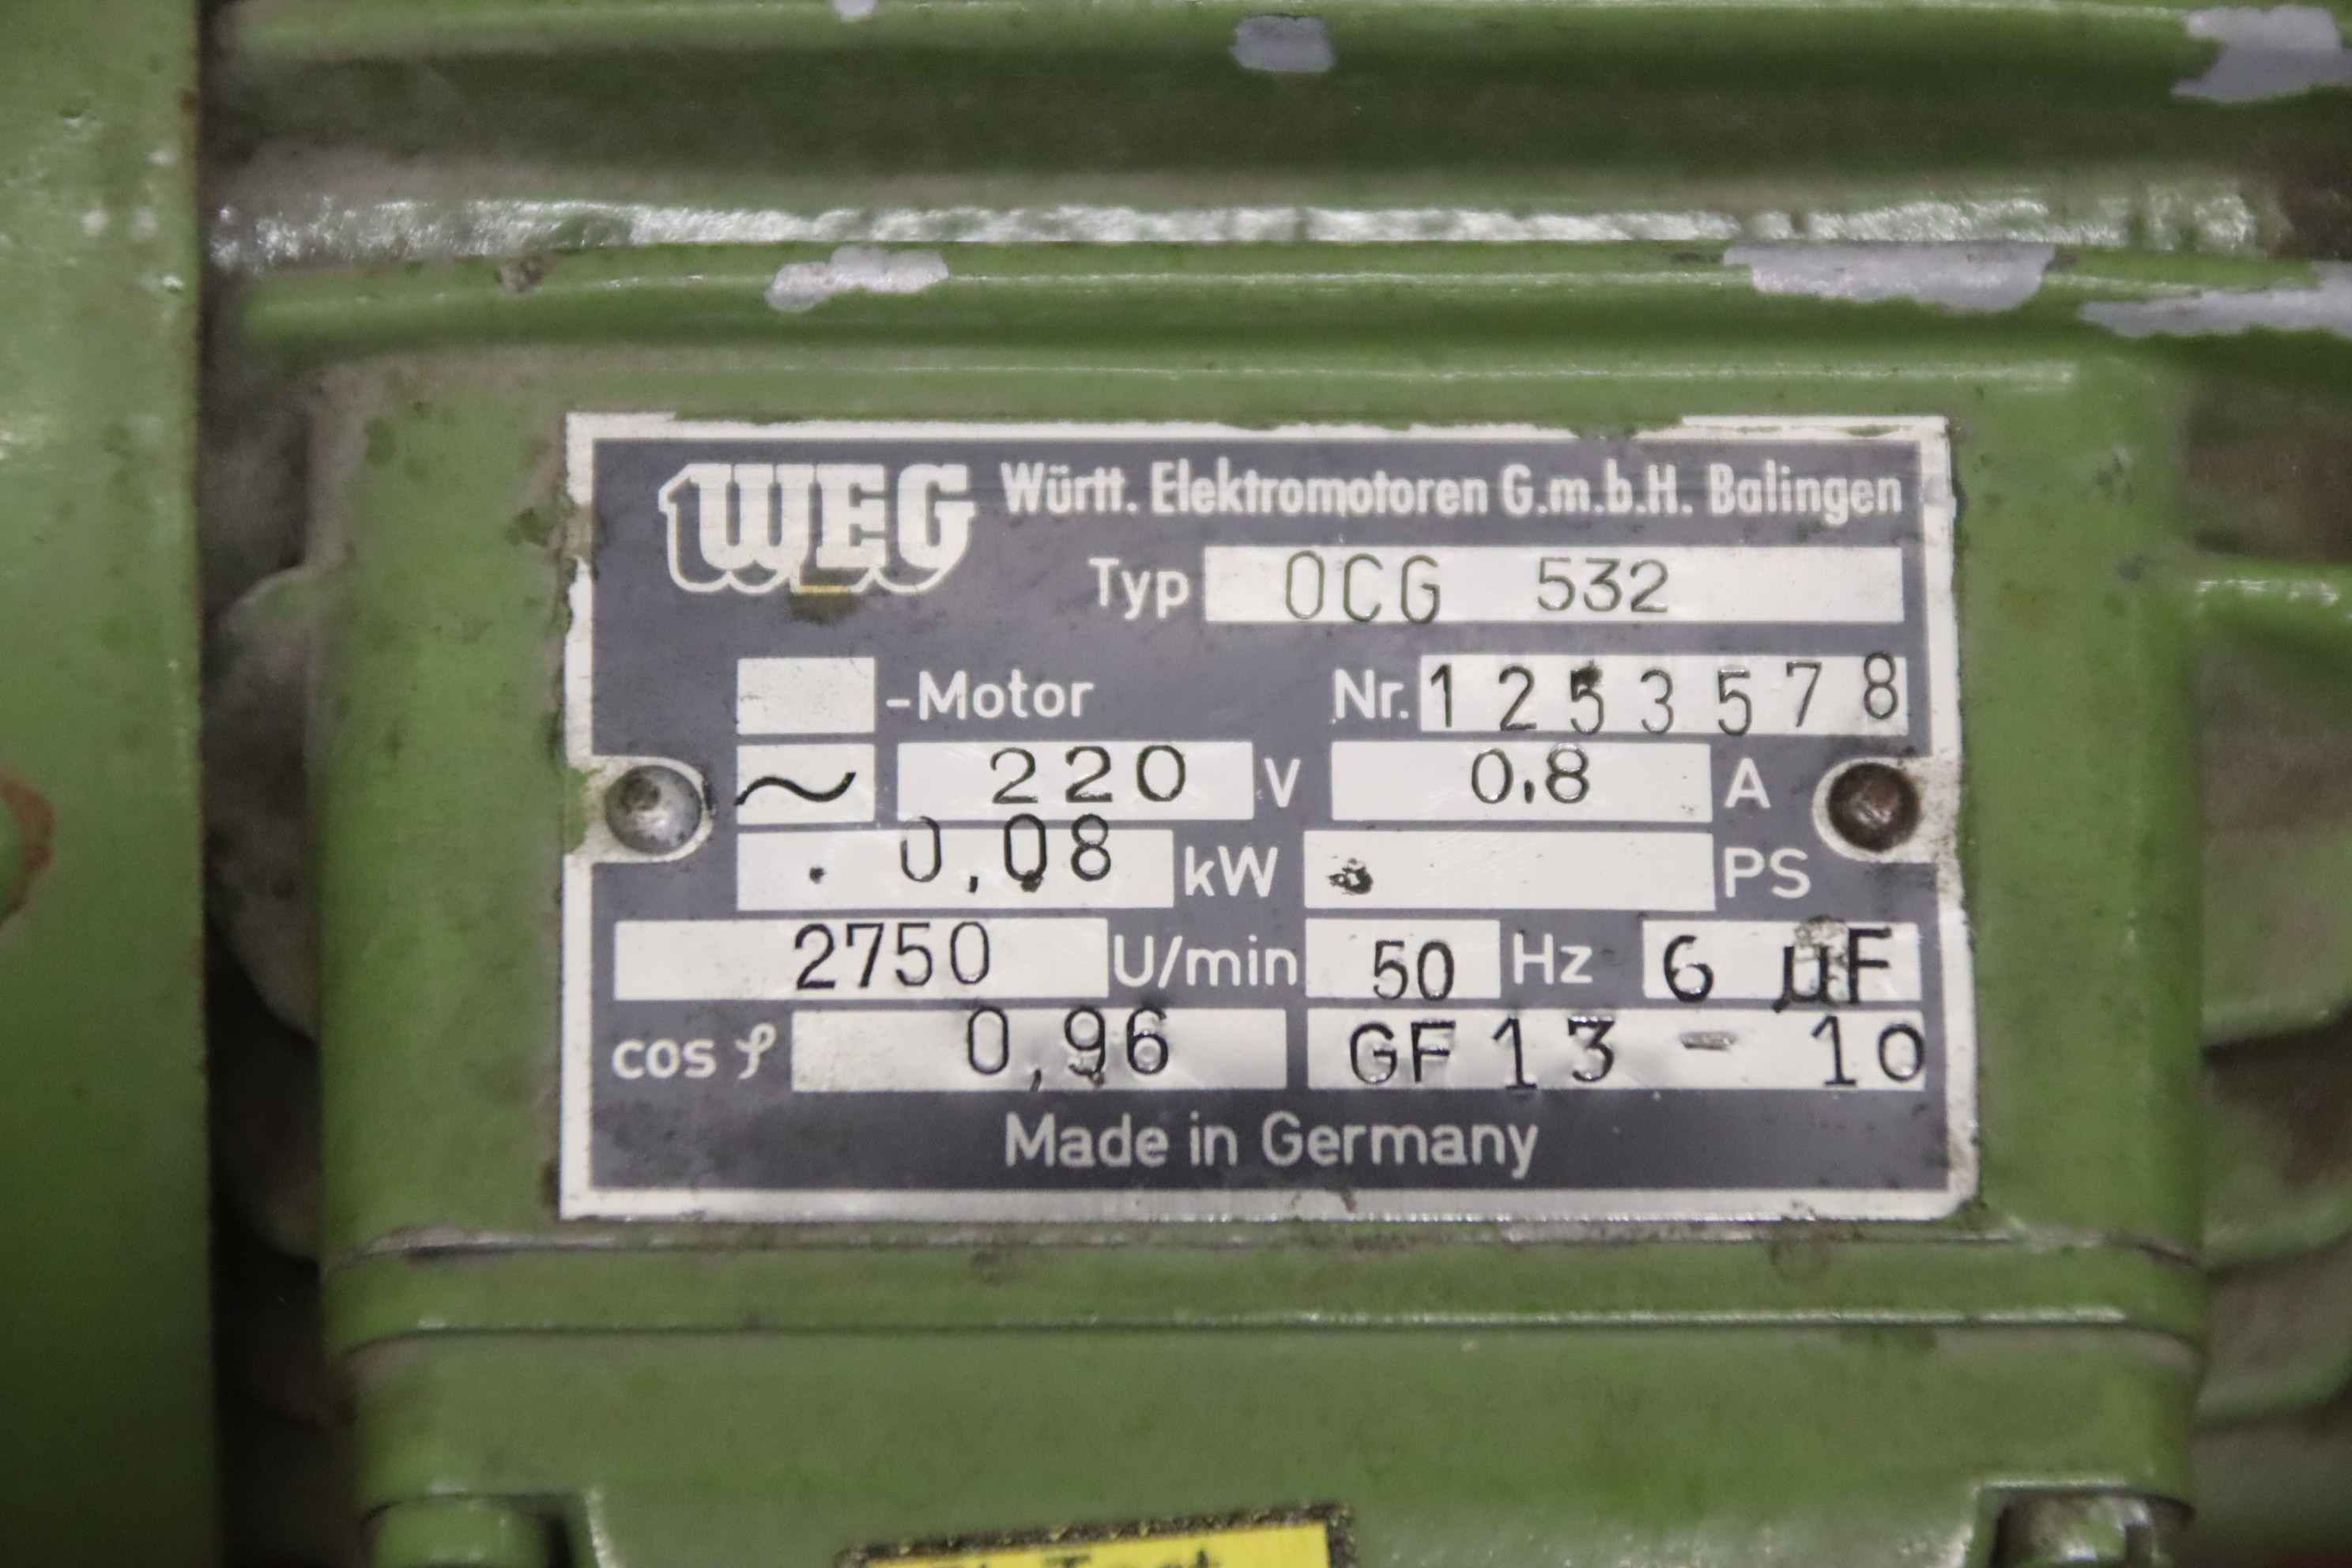 WEG Württ. Elektromotoren G.m.b.H. Balingen
Typ OCG 532
-Motor Nr. 1253578
~ 220 V 0,8 A
0,08 kW PS
2750 U/min 50 Hz 6 µF
cos φ 0,96 GF 13 - 10
Made in Germany